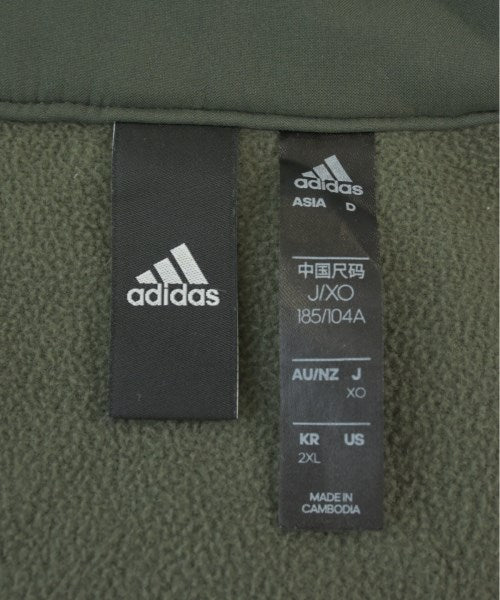 adidas
adidas
ASIA D
中国尺码
J/XO
185/104A
AU/NZ J
XO
KR US
2XL
MADE IN
CAMBODIA